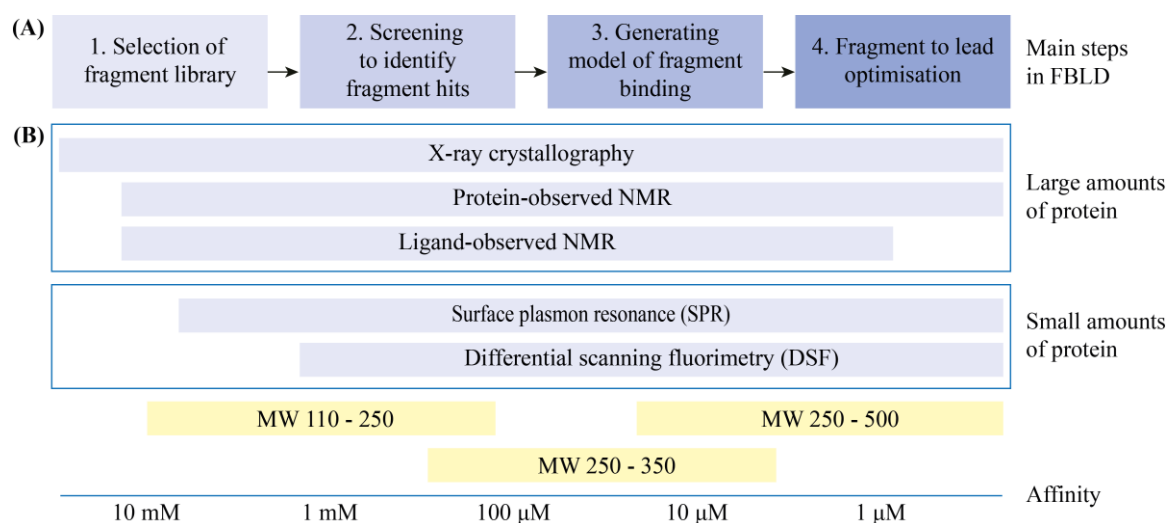 (A)
1. Selection of
fragment library
2. Screening
to identify
fragment hits
3. Generating
model of fragment
binding
4. Fragment to lead
optimisation
Main steps
in FBLD
(B)
X-ray crystallography
Protein-observed NMR
Ligand-observed NMR
Large amounts
of protein
Surface plasmon resonance (SPR)
Differential scanning fluorimetry (DSF)
Small amounts
of protein
MW 110 - 250
MW 250 - 500
MW 250 - 350
10 mM
1 mM
100 µM
10 µM
1 µM
Affinity